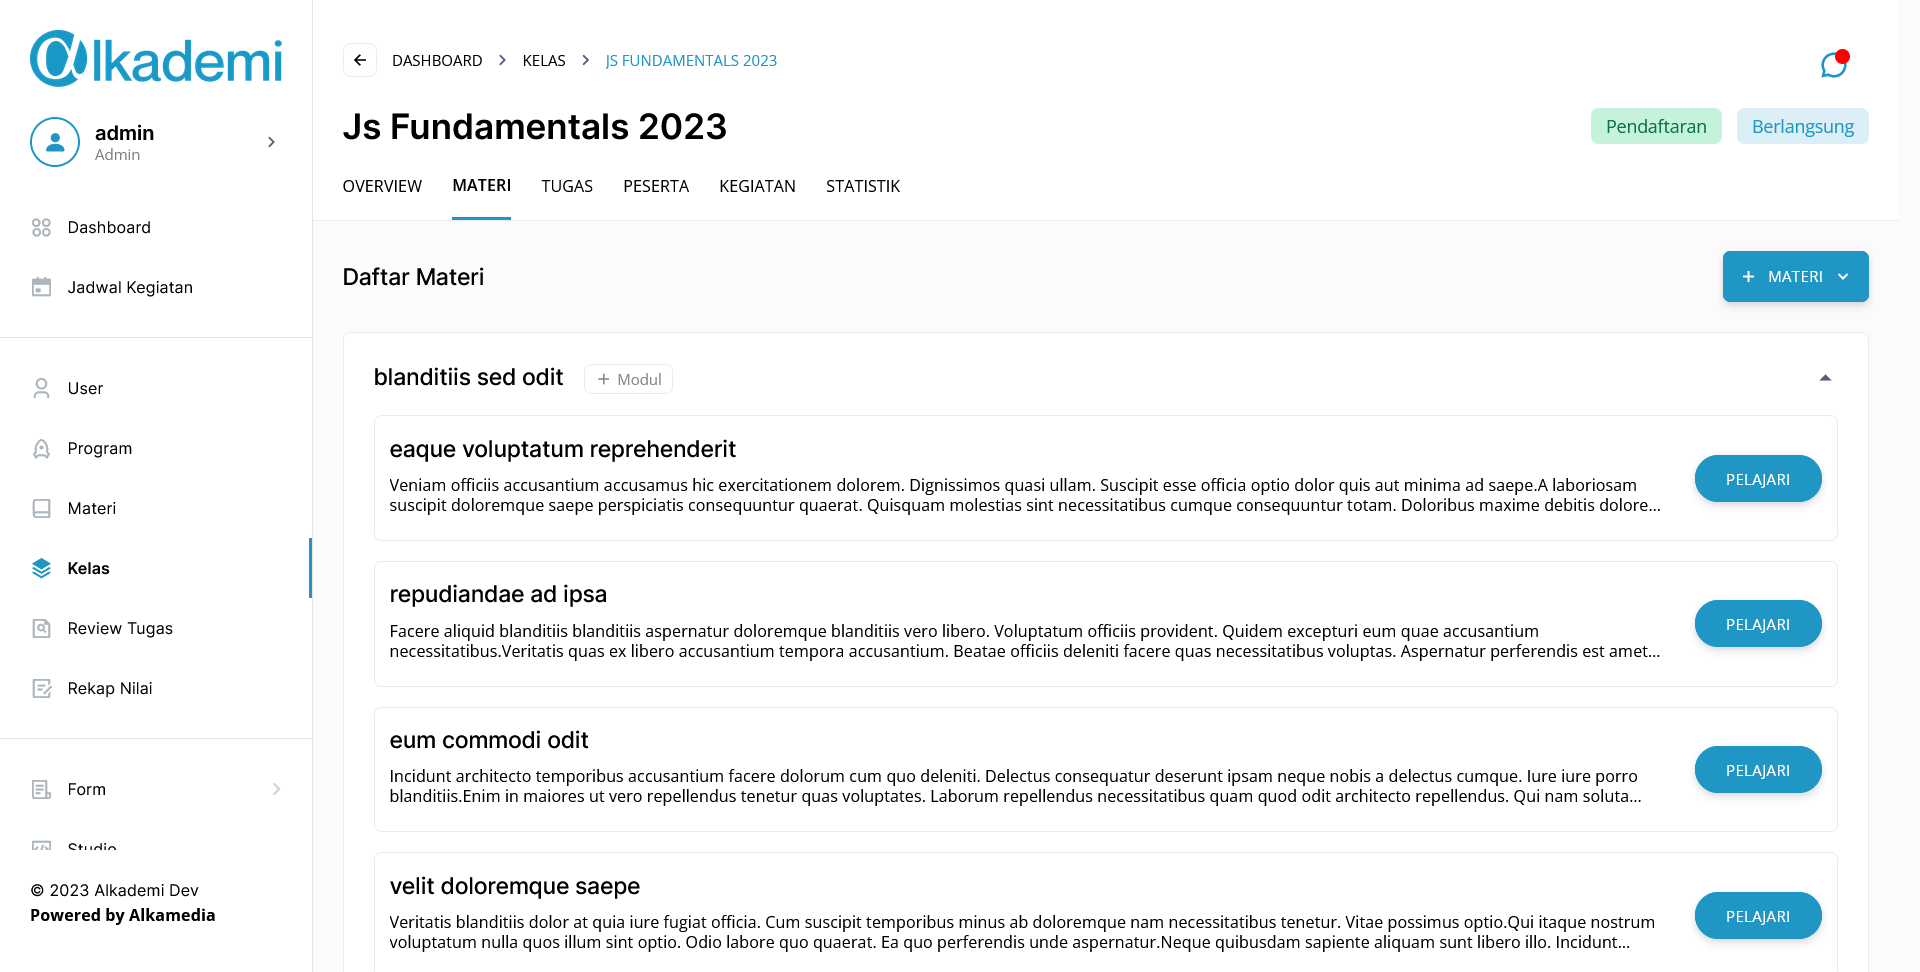 Alkademi
admin
Admin
Dashboard
Jadwal Kegiatan
User
Program
Materi
Kelas
Review Tugas
Rekap Nilai
Form
Studio
© 2023 Alkademi Dev
Powered by Alkamedia
DASHBOARD > KELAS > JS FUNDAMENTALS 2023
Js Fundamentals 2023
Pendaftaran
Berlangsung
OVERVIEW MATERI TUGAS PESERTA KEGIATAN STATISTIK
Daftar Materi
+ MATERI
blanditiis sed odit
+ Modul
eaque voluptatum reprehenderit
Veniam officiis accusantium accusamus hic exercitationem dolorem. Dignissimos quasi ullam. Suscipit esse officia optio dolor quis aut minima ad saepe.A laboriosam
suscipit doloremque saepe perspiciatis consequuntur quaerat. Quisquam molestias sint necessitatibus cumque consequuntur totam. Doloribus maxime debitis dolore...
PELAJARI
repudiandae ad ipsa
Facere aliquid blanditiis blanditiis aspernatur doloremque blanditiis vero libero. Voluptatum officiis provident. Quidem excepturi eum quae accusantium
necessitatibus.Veritatis quas ex libero accusantium tempora accusantium. Beatae officiis deleniti facere quas necessitatibus voluptas. Aspernatur perferendis est amet...
PELAJARI
eum commodi odit
Incidunt architecto temporibus accusantium facere dolorum cum quo deleniti. Delectus consequatur deserunt ipsam neque nobis a delectus cumque. Iure iure porro
blanditiis.Enim in maiores ut vero repellendus tenetur quas voluptates. Laborum repellendus necessitatibus quam quod odit architecto repellendus. Qui nam soluta...
PELAJARI
velit doloremque saepe
Veritatis blanditiis dolor at quia iure fugiat officia. Cum suscipit temporibus minus ab doloremque nam necessitatibus tenetur. Vitae possimus optio.Qui itaque nostrum
voluptatum nulla quos illum sint optio. Odio labore quo quaerat. Ea quo perferendis unde aspernatur.Neque quibusdam sapiente aliquam sunt libero illo. Incidunt...
PELAJARI